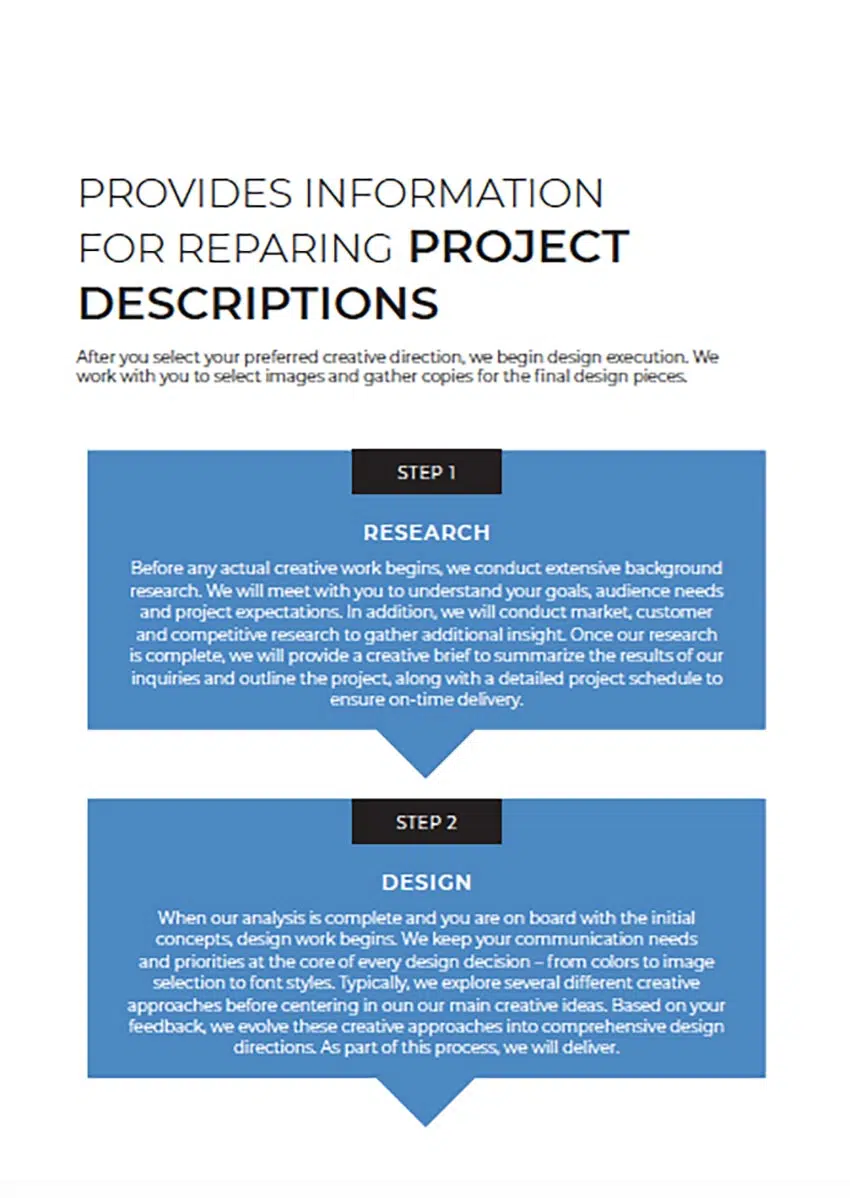 PROVIDES INFORMATION
FOR REPARING PROJECT
DESCRIPTIONS
After you select your preferred creative direction, we begin design execution. We
work with you to select images and gather copies for the final design pieces.
STEP 1
RESEARCH
Before any actual creative work begins, we conduct extensive background
research. We will meet with you to understand your goals, audience needs
and project expectations. In addition, we will conduct market, customer
and competitive research to gather additional insight. Once our research
is complete, we will provide a creative brief to summarize the results of our
inquiries and outline the project, along with a detailed project schedule to
ensure on-time delivery.
STEP 2
DESIGN
When our analysis is complete and you are on board with the initial
concepts, design work begins. We keep your communication needs
and priorities at the core of every design decision – from colors to image
selection to font styles. Typically, we explore several different creative
approaches before centering in oun our main creative ideas. Based on your
feedback, we evolve these creative approaches into comprehensive design
directions. As part of this process, we will deliver.